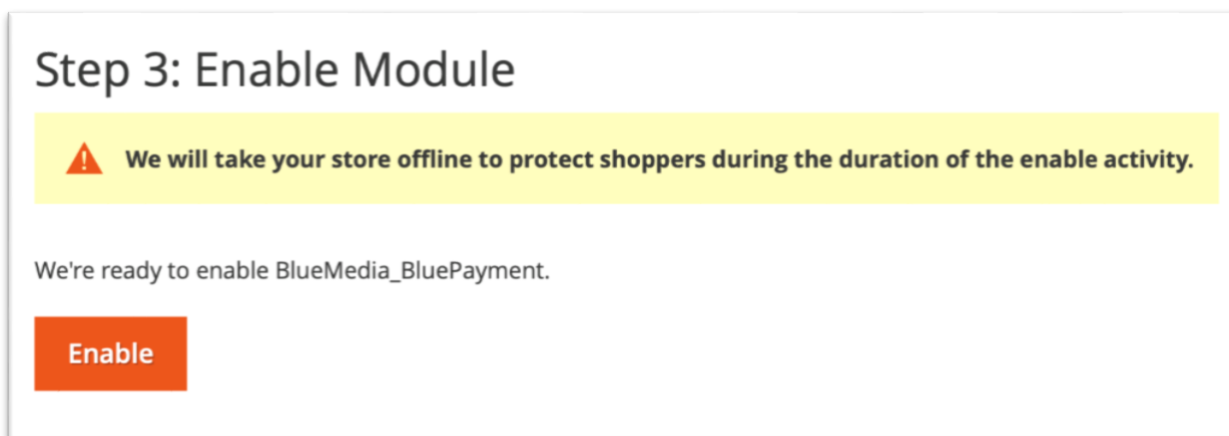 Step 3: Enable Module
We will take your store offline to protect shoppers during the duration of the enable activity.
We're ready to enable BlueMedia_BluePayment.
Enable